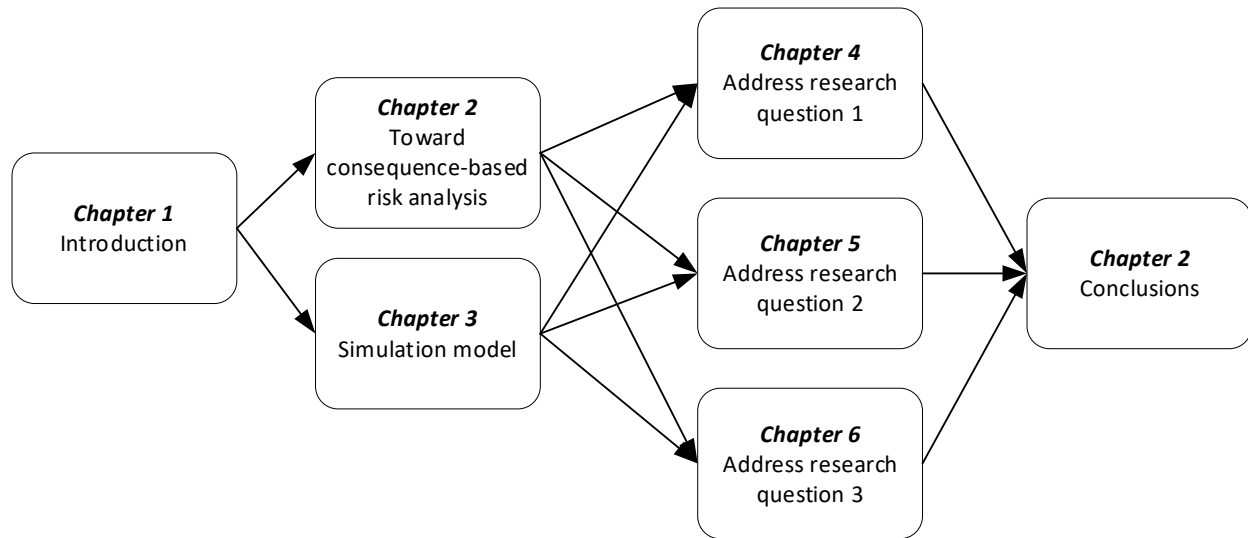 Chapter 1
Introduction
Chapter 2
Toward
consequence-based
risk analysis
Chapter 3
Simulation model
Chapter 4
Address research
question 1
Chapter 5
Address research
question 2
Chapter 6
Address research
question 3
Chapter 2
Conclusions